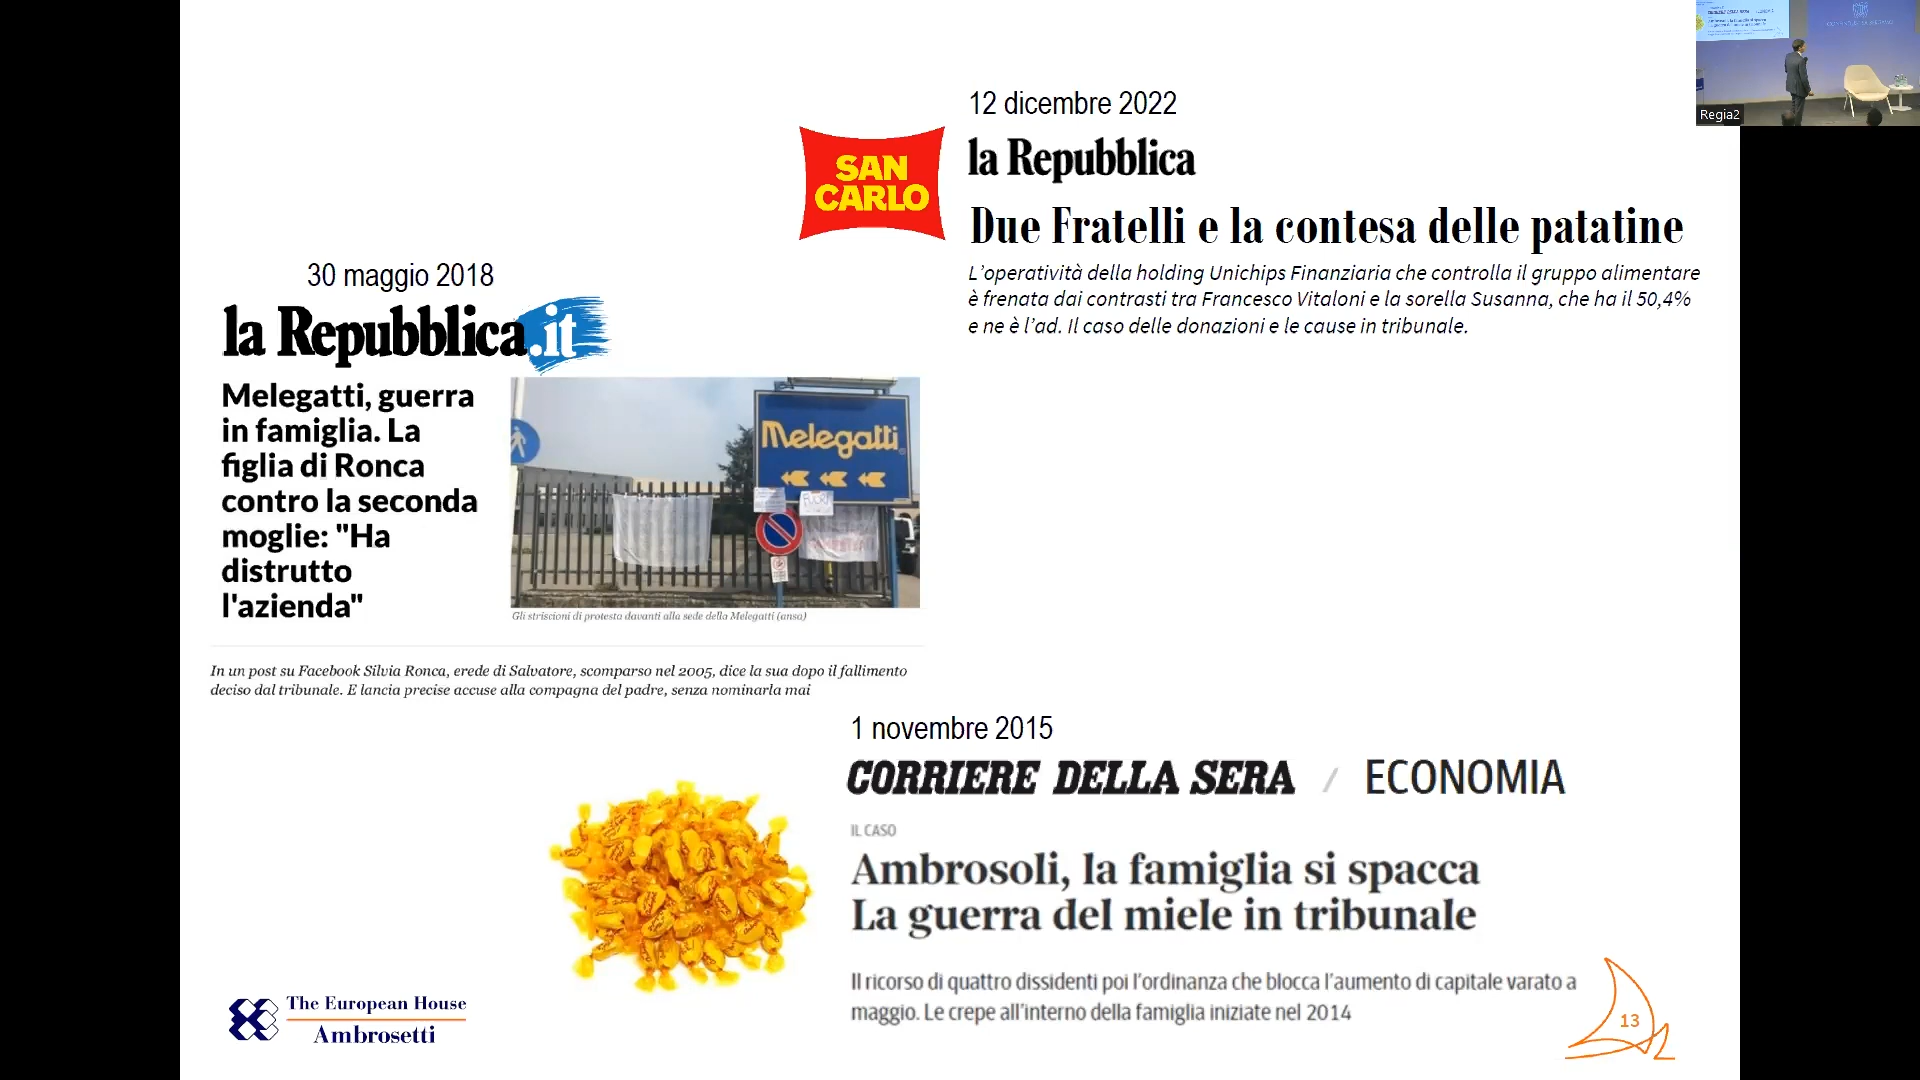 12 dicembre 2022
SAN
CARLO
la Repubblica
Due Fratelli e la contesa delle patatine
L'operatività della holding Unichips Finanziaria che controlla il gruppo alimentare
è frenata dai contrasti tra Francesco Vitaloni e la sorella Susanna, che ha il 50,4%
e ne è l'ad. Il caso delle donazioni e le cause in tribunale.
30 maggio 2018
la Repubblica.it
Melegatti, guerra
in famiglia. La
figlia di Ronca
contro la seconda
moglie: "Ha
distrutto
l'azienda"
Melegatti
FUORI
Gli striscioni di protesta davanti alla sede della Melegatti (ansa)
In un post su Facebook Silvia Ronca, erede di Salvatore, scomparso nel 2005, dice la sua dopo il fallimento
deciso dal tribunale. E lancia precise accuse alla compagna del padre, senza nominarla mai
1 novembre 2015
CORRIERE DELLA SERA / ECONOMIA
IL CASO
Ambrosoli, la famiglia si spacca
La guerra del miele in tribunale
Il ricorso di quattro dissidenti poi l'ordinanza che blocca l'aumento di capitale varato a
maggio. Le crepe all'interno della famiglia iniziate nel 2014
The European House
Ambrosetti
13
Regia2